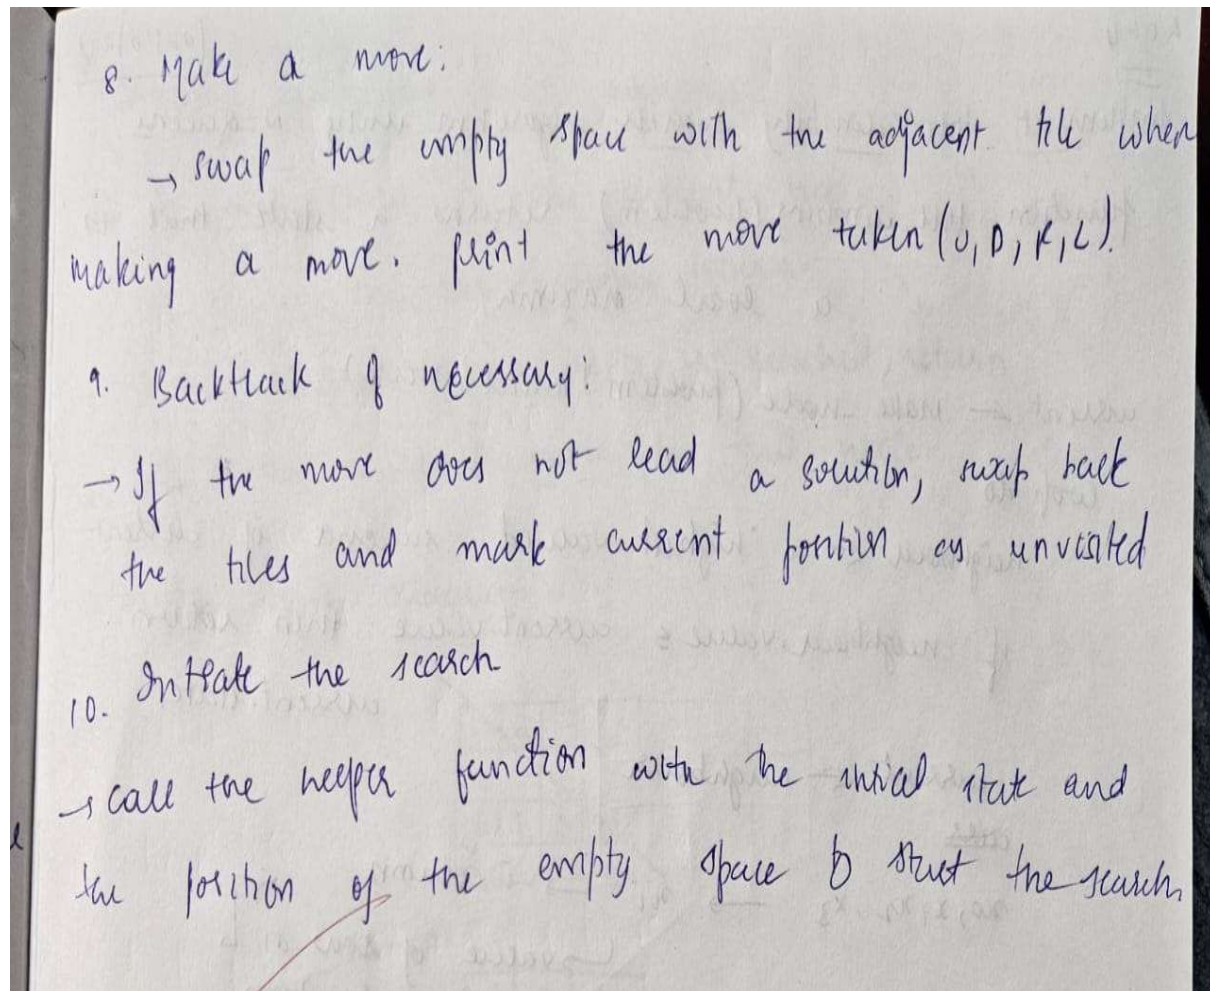 8. Make a move:
→ swap the empty space with the adjacent tile when
making a move. print the move taken (U, D, R, L).
9. Backtrack if necessary:
→ If the move does not lead a solution, swap back
the tiles and mark current position as unvisited
10. Initiate the search
→ call the helper function with the initial state and
the position of the empty space to start the search.